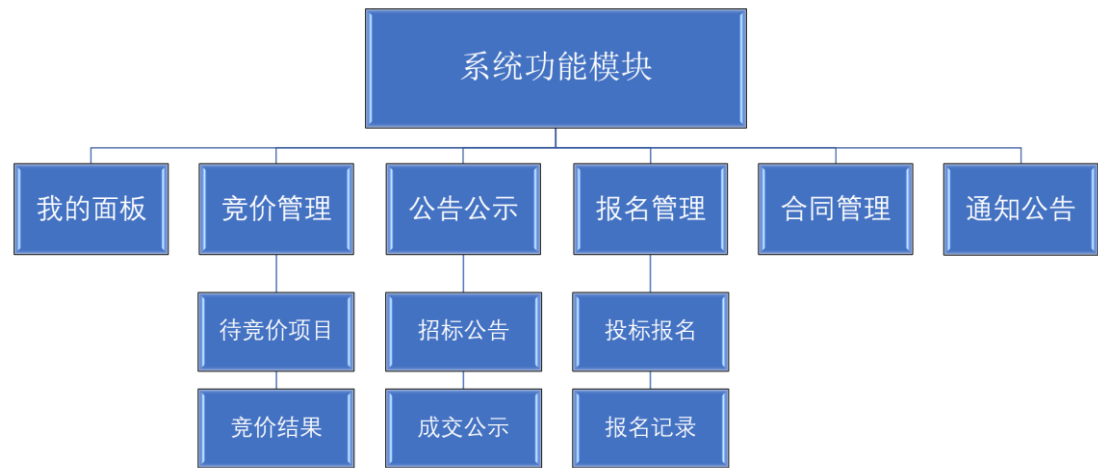 系统功能模块
我的面板
竞价管理
公告公示
报名管理
合同管理
通知公告
待竞价项目
招标公告
投标报名
竞价结果
成交公示
报名记录